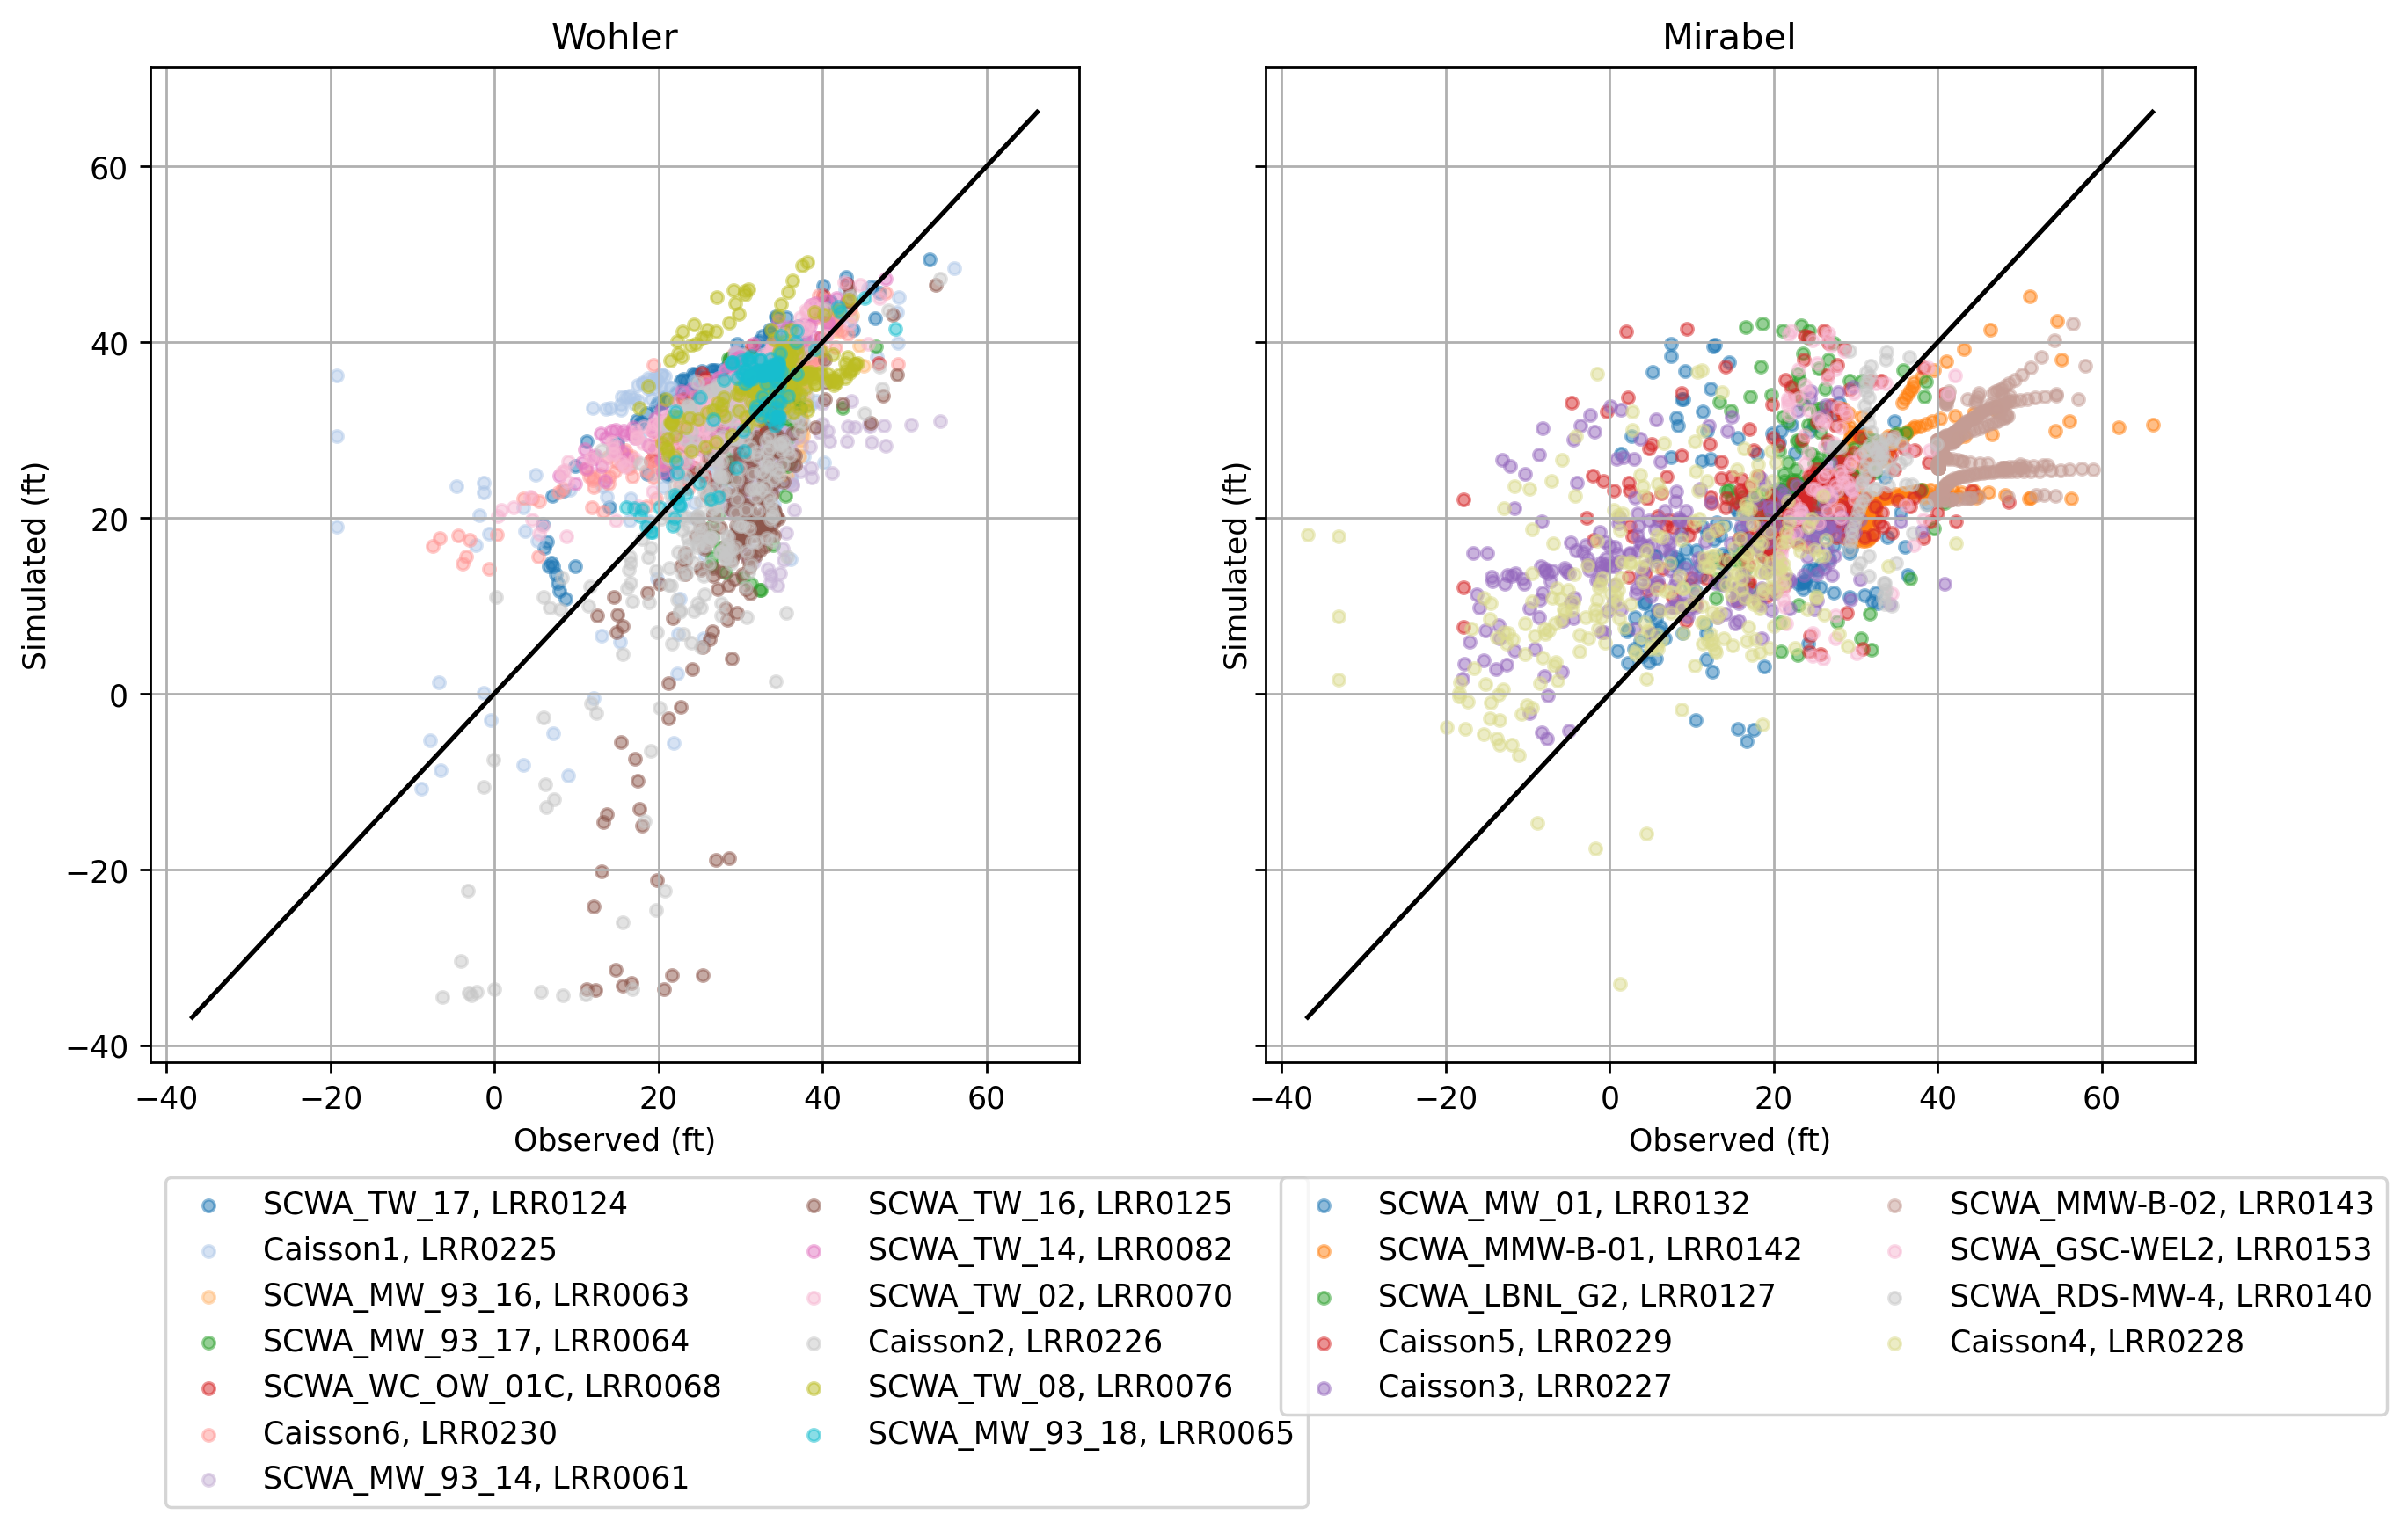 Wohler
Mirabel
60
40
20
0
−20
−40
Simulated (ft)
Simulated (ft)
−40 −20 0 20 40 60
−40 −20 0 20 40 60
Observed (ft)
Observed (ft)
SCWA_TW_17, LRR0124
Caisson1, LRR0225
SCWA_MW_93_16, LRR0063
SCWA_MW_93_17, LRR0064
SCWA_WC_OW_01C, LRR0068
Caisson6, LRR0230
SCWA_MW_93_14, LRR0061
SCWA_TW_16, LRR0125
SCWA_TW_14, LRR0082
SCWA_TW_02, LRR0070
Caisson2, LRR0226
SCWA_TW_08, LRR0076
SCWA_MW_93_18, LRR0065
SCWA_MW_01, LRR0132
SCWA_MMW-B-01, LRR0142
SCWA_LBNL_G2, LRR0127
Caisson5, LRR0229
Caisson3, LRR0227
SCWA_MMW-B-02, LRR0143
SCWA_GSC-WEL2, LRR0153
SCWA_RDS-MW-4, LRR0140
Caisson4, LRR0228